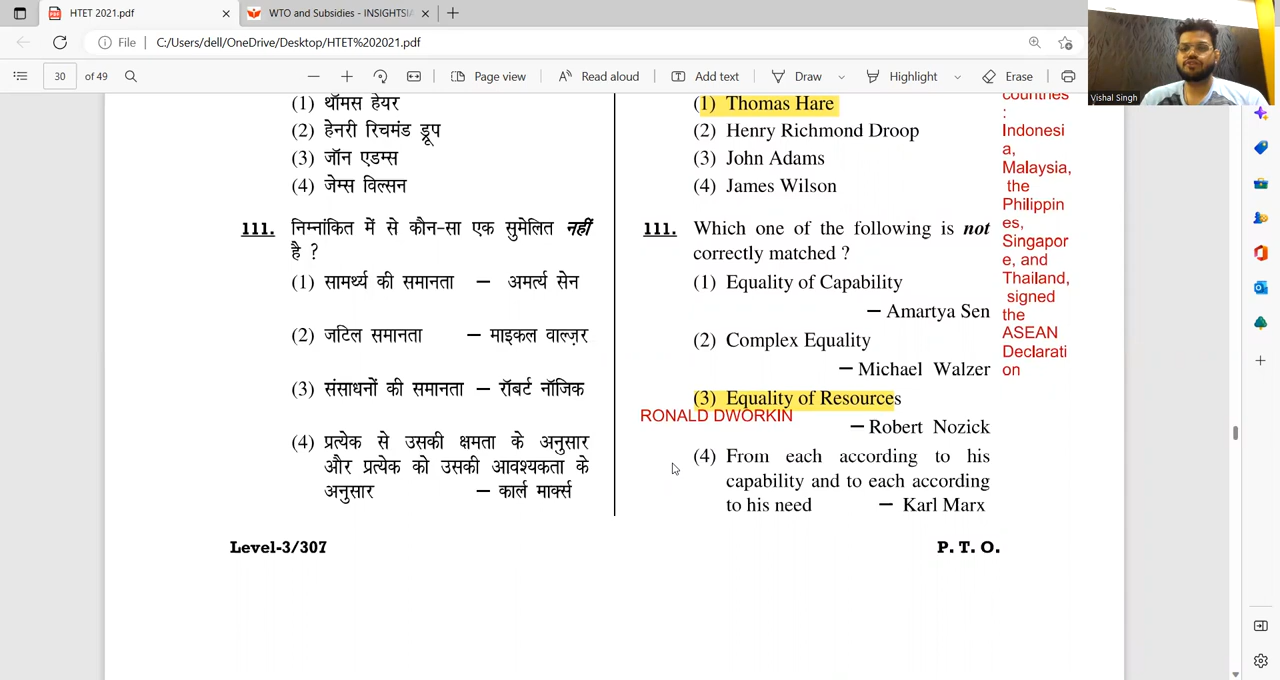 HTET 2021.pdf
WTO and Subsidies - INSIGHTSIA
File
C:/Users/dell/OneDrive/Desktop/HTET%202021.pdf
30 of 49
Page view
Read aloud
Add text
Draw
Highlight
Erase
Vishal Singh
(1) थॉमस हेयर
(2) हेनरी रिचमंड ड्रूप
(3) जॉन एडम्स
(4) जेम्स विल्सन
111. निम्नांकित में से कौन-सा एक सुमेलित नहीं
है ?
(1) सामर्थ्य की समानता – अमर्त्य सेन
(2) जटिल समानता – माइकल वाल्ज़र
(3) संसाधनों की समानता – रॉबर्ट नॉजिक
(4) प्रत्येक से उसकी क्षमता के अनुसार
और प्रत्येक को उसकी आवश्यकता के
अनुसार – कार्ल मार्क्स
Level-3/307
(1) Thomas Hare
(2) Henry Richmond Droop
(3) John Adams
(4) James Wilson
111. Which one of the following is not
correctly matched ?
(1) Equality of Capability
– Amartya Sen
(2) Complex Equality
– Michael Walzer
(3) Equality of Resources
RONALD DWORKIN
– Robert Nozick
(4) From each according to his
capability and to each according
to his need – Karl Marx
P. T. O.
countries
:
Indonesi
a,
Malaysia,
the
Philippin
es,
Singapor
e, and
Thailand,
signed
the
ASEAN
Declarati
on